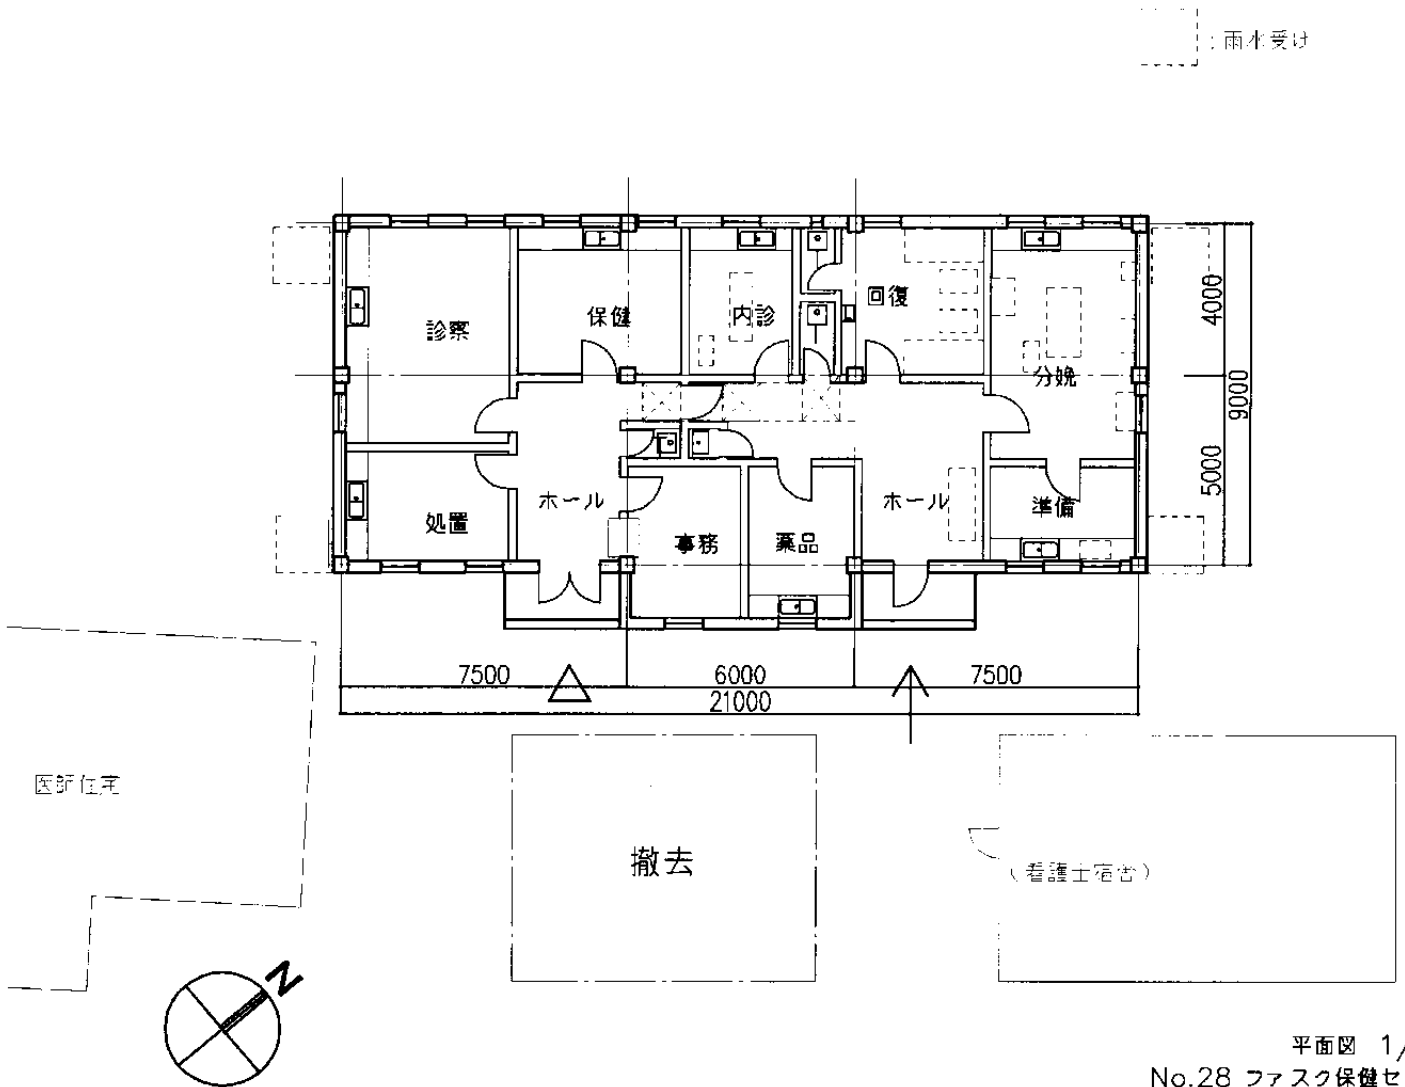 ：雨水受け
診察
保健
内診
回復
分娩
処置
ホール
事務
薬品
ホール
準備
4000
5000
9000
7500
6000
7500
21000
医師住宅
撤去
（看護士宿舎）
N
平面図 1/
No.28 ファスク保健セ